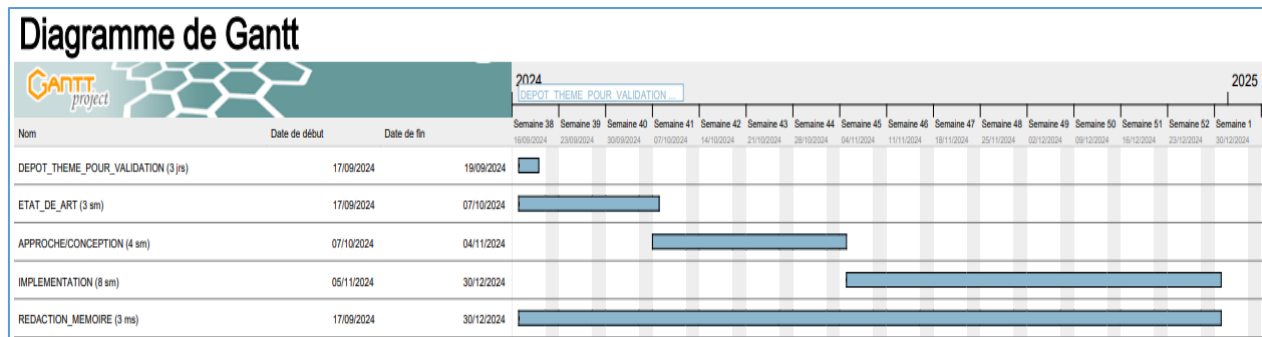 Diagramme de Gantt
GANTT project
2024 2025
DEPOT_THEME_POUR_VALIDATION ...
Nom Date de début Date de fin
Semaine 38 Semaine 39 Semaine 40 Semaine 41 Semaine 42 Semaine 43 Semaine 44 Semaine 45 Semaine 46 Semaine 47 Semaine 48 Semaine 49 Semaine 50 Semaine 51 Semaine 52 Semaine 1
16/09/2024 23/09/2024 30/09/2024 07/10/2024 14/10/2024 21/10/2024 28/10/2024 04/11/2024 11/11/2024 18/11/2024 25/11/2024 02/12/2024 09/12/2024 16/12/2024 23/12/2024 30/12/2024
DEPOT_THEME_POUR_VALIDATION (3 jrs) 17/09/2024 19/09/2024
ETAT_DE_ART (3 sm) 17/09/2024 07/10/2024
APPROCHE/CONCEPTION (4 sm) 07/10/2024 04/11/2024
IMPLEMENTATION (8 sm) 05/11/2024 30/12/2024
REDACTION_MEMOIRE (3 ms) 17/09/2024 30/12/2024